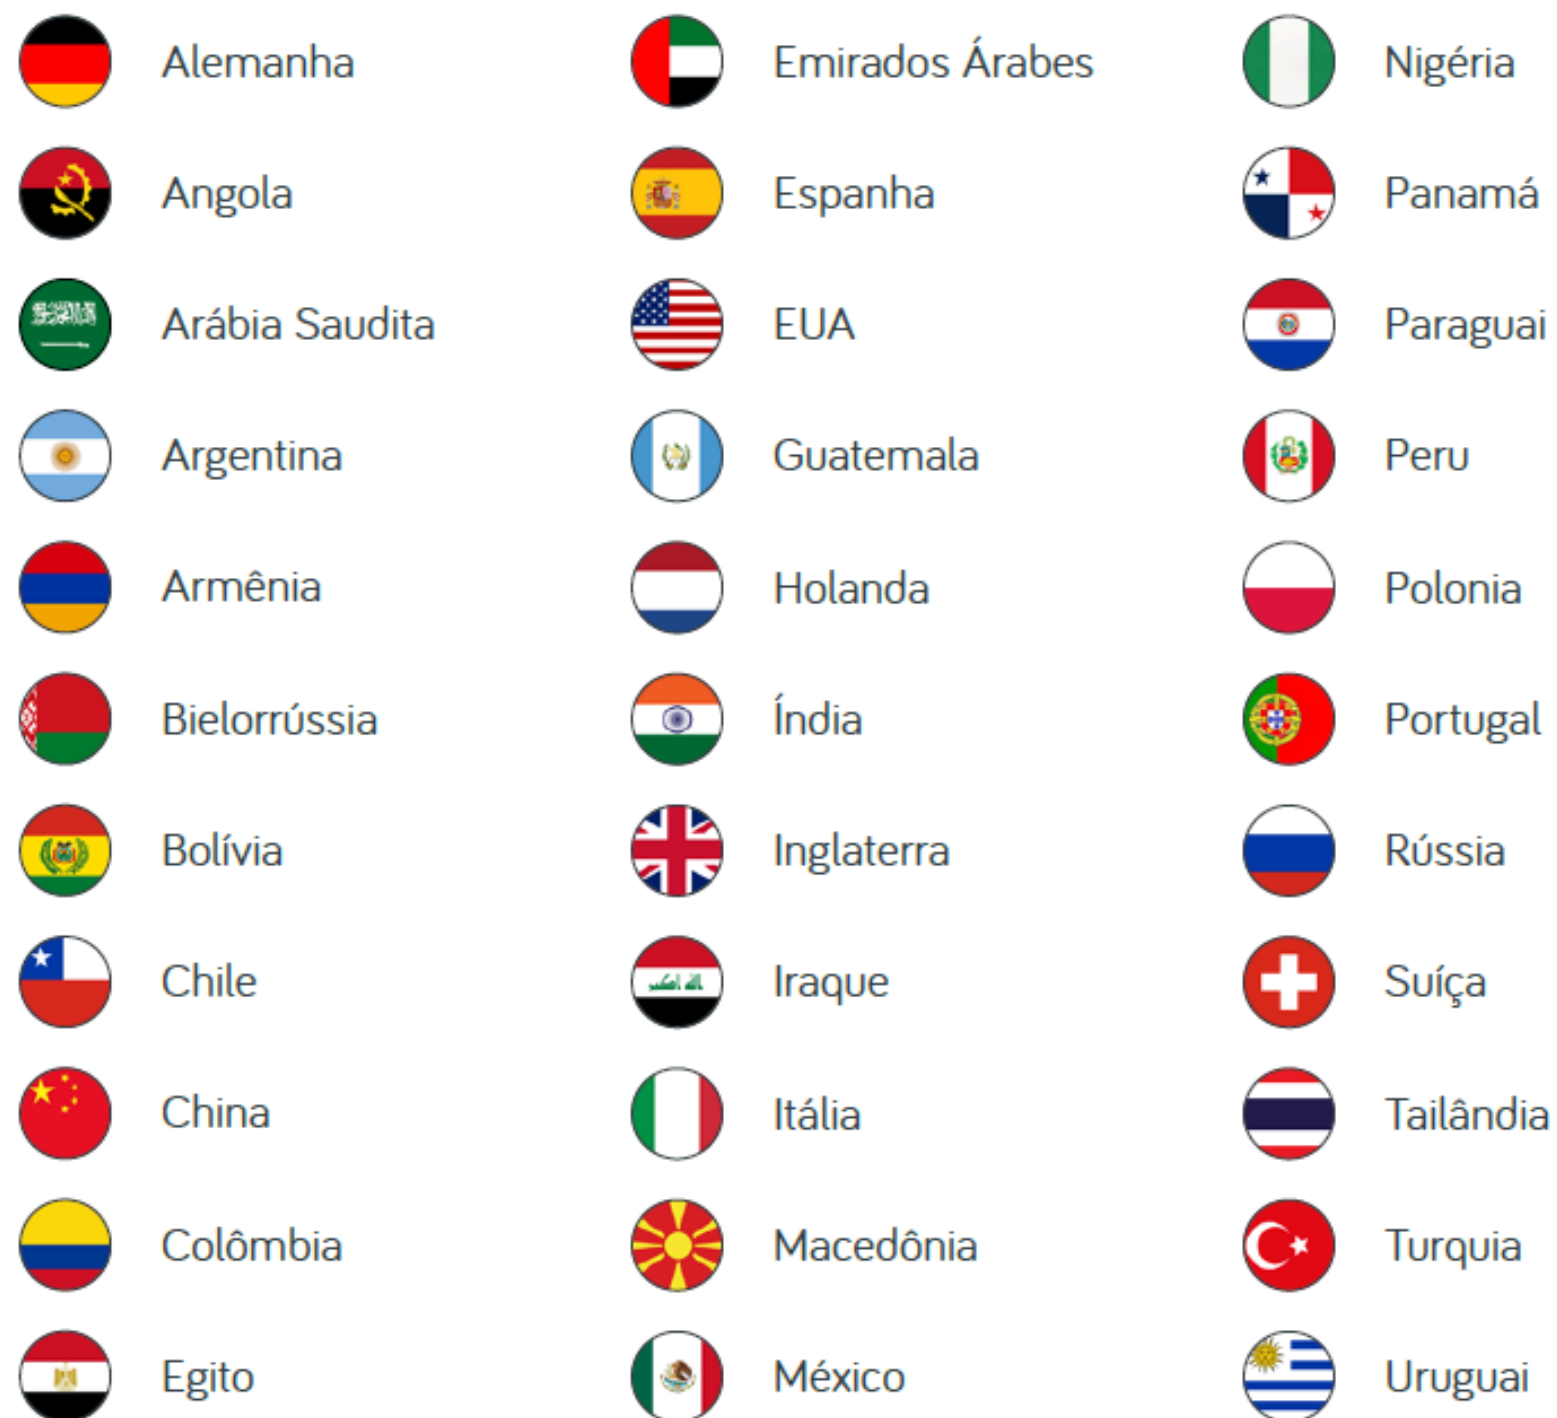 Alemanha
Angola
Arábia Saudita
Argentina
Armênia
Bielorrússia
Bolívia
Chile
China
Colômbia
Egito
Emirados Árabes
Espanha
EUA
Guatemala
Holanda
Índia
Inglaterra
Iraque
Itália
Macedônia
México
Nigéria
Panamá
Paraguai
Peru
Polonia
Portugal
Rússia
Suíça
Tailândia
Turquia
Uruguai